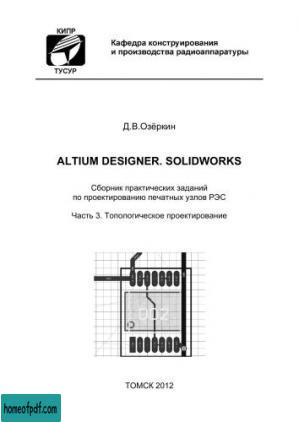 КИПР
ТУСУР
Кафедра конструирования
и производства радиоаппаратуры
Д.В.Озёркин
ALTIUM DESIGNER. SOLIDWORKS
Сборник практических заданий
по проектированию печатных узлов РЭС
Часть 3. Топологическое проектирование
DD2
ТОМСК 2012
homeofpdf.com